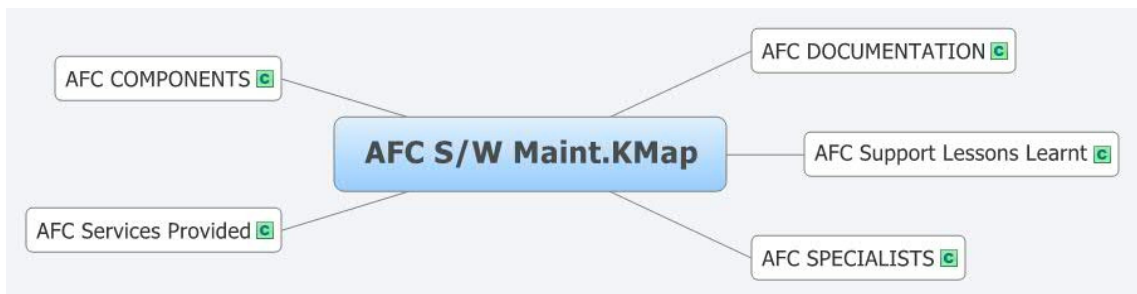 AFC COMPONENTS C
AFC DOCUMENTATION C
AFC S/W Maint.KMap
AFC Support Lessons Learnt C
AFC Services Provided C
AFC SPECIALISTS C